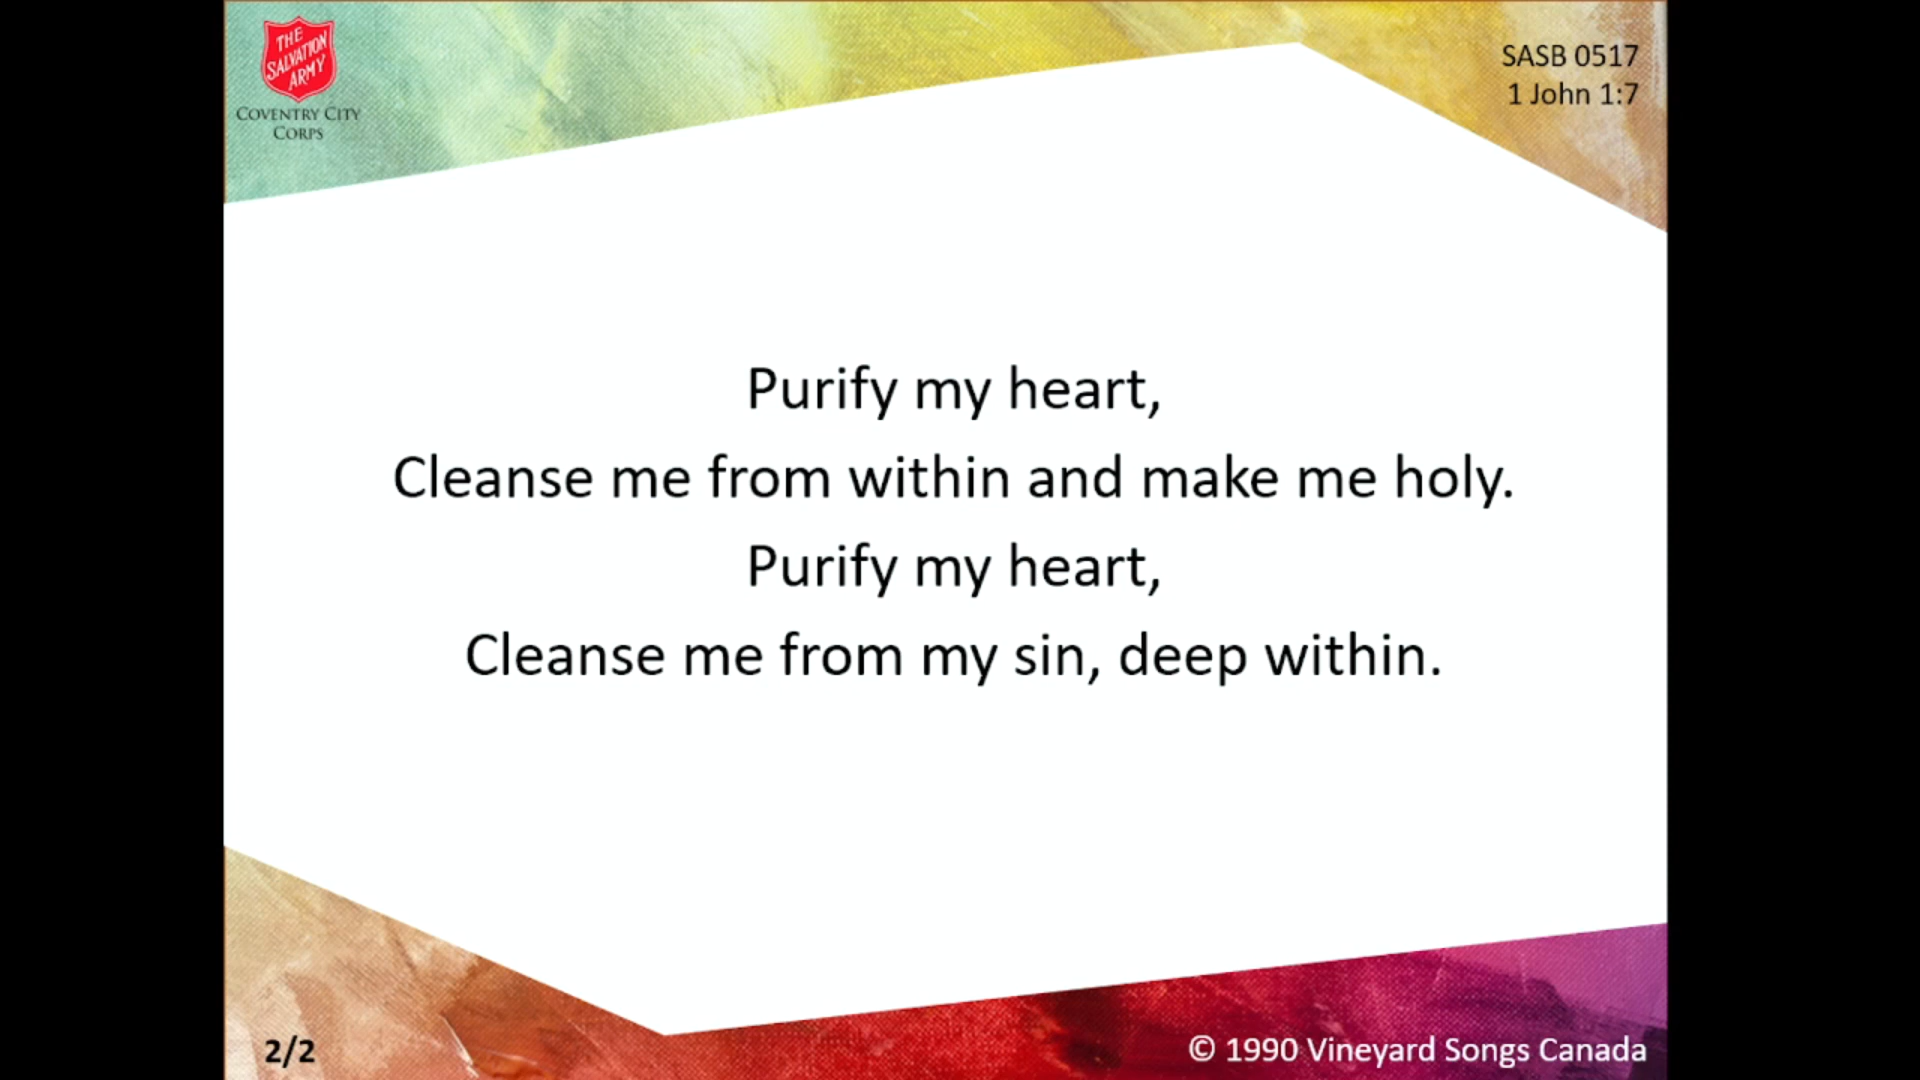 THE
SALVATION
ARMY
COVENTRY CITY
CORPS
SASB 0517
1 John 1:7
Purify my heart,
Cleanse me from within and make me holy.
Purify my heart,
Cleanse me from my sin, deep within.
2/2
© 1990 Vineyard Songs Canada